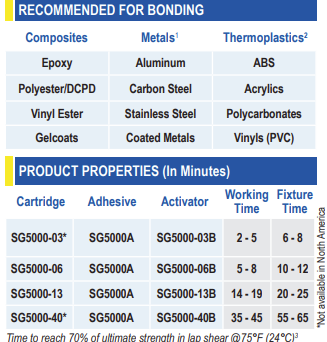 RECOMMENDED FOR BONDING
Composites Metals¹ Thermoplastics²
Epoxy Aluminum ABS
Polyester/DCPD Carbon Steel Acrylics
Vinyl Ester Stainless Steel Polycarbonates
Gelcoats Coated Metals Vinyls (PVC)
PRODUCT PROPERTIES (In Minutes)
Cartridge Adhesive Activator Working Time Fixture Time
SG5000-03* SG5000A SG5000-03B 2 - 5 6 - 8
SG5000-06 SG5000A SG5000-06B 5 - 8 10 - 12
SG5000-13 SG5000A SG5000-13B 14 - 19 20 - 25
SG5000-40* SG5000A SG5000-40B 35 - 45 55 - 65
*Not available in North America
Time to reach 70% of ultimate strength in lap shear @75°F (24°C)³